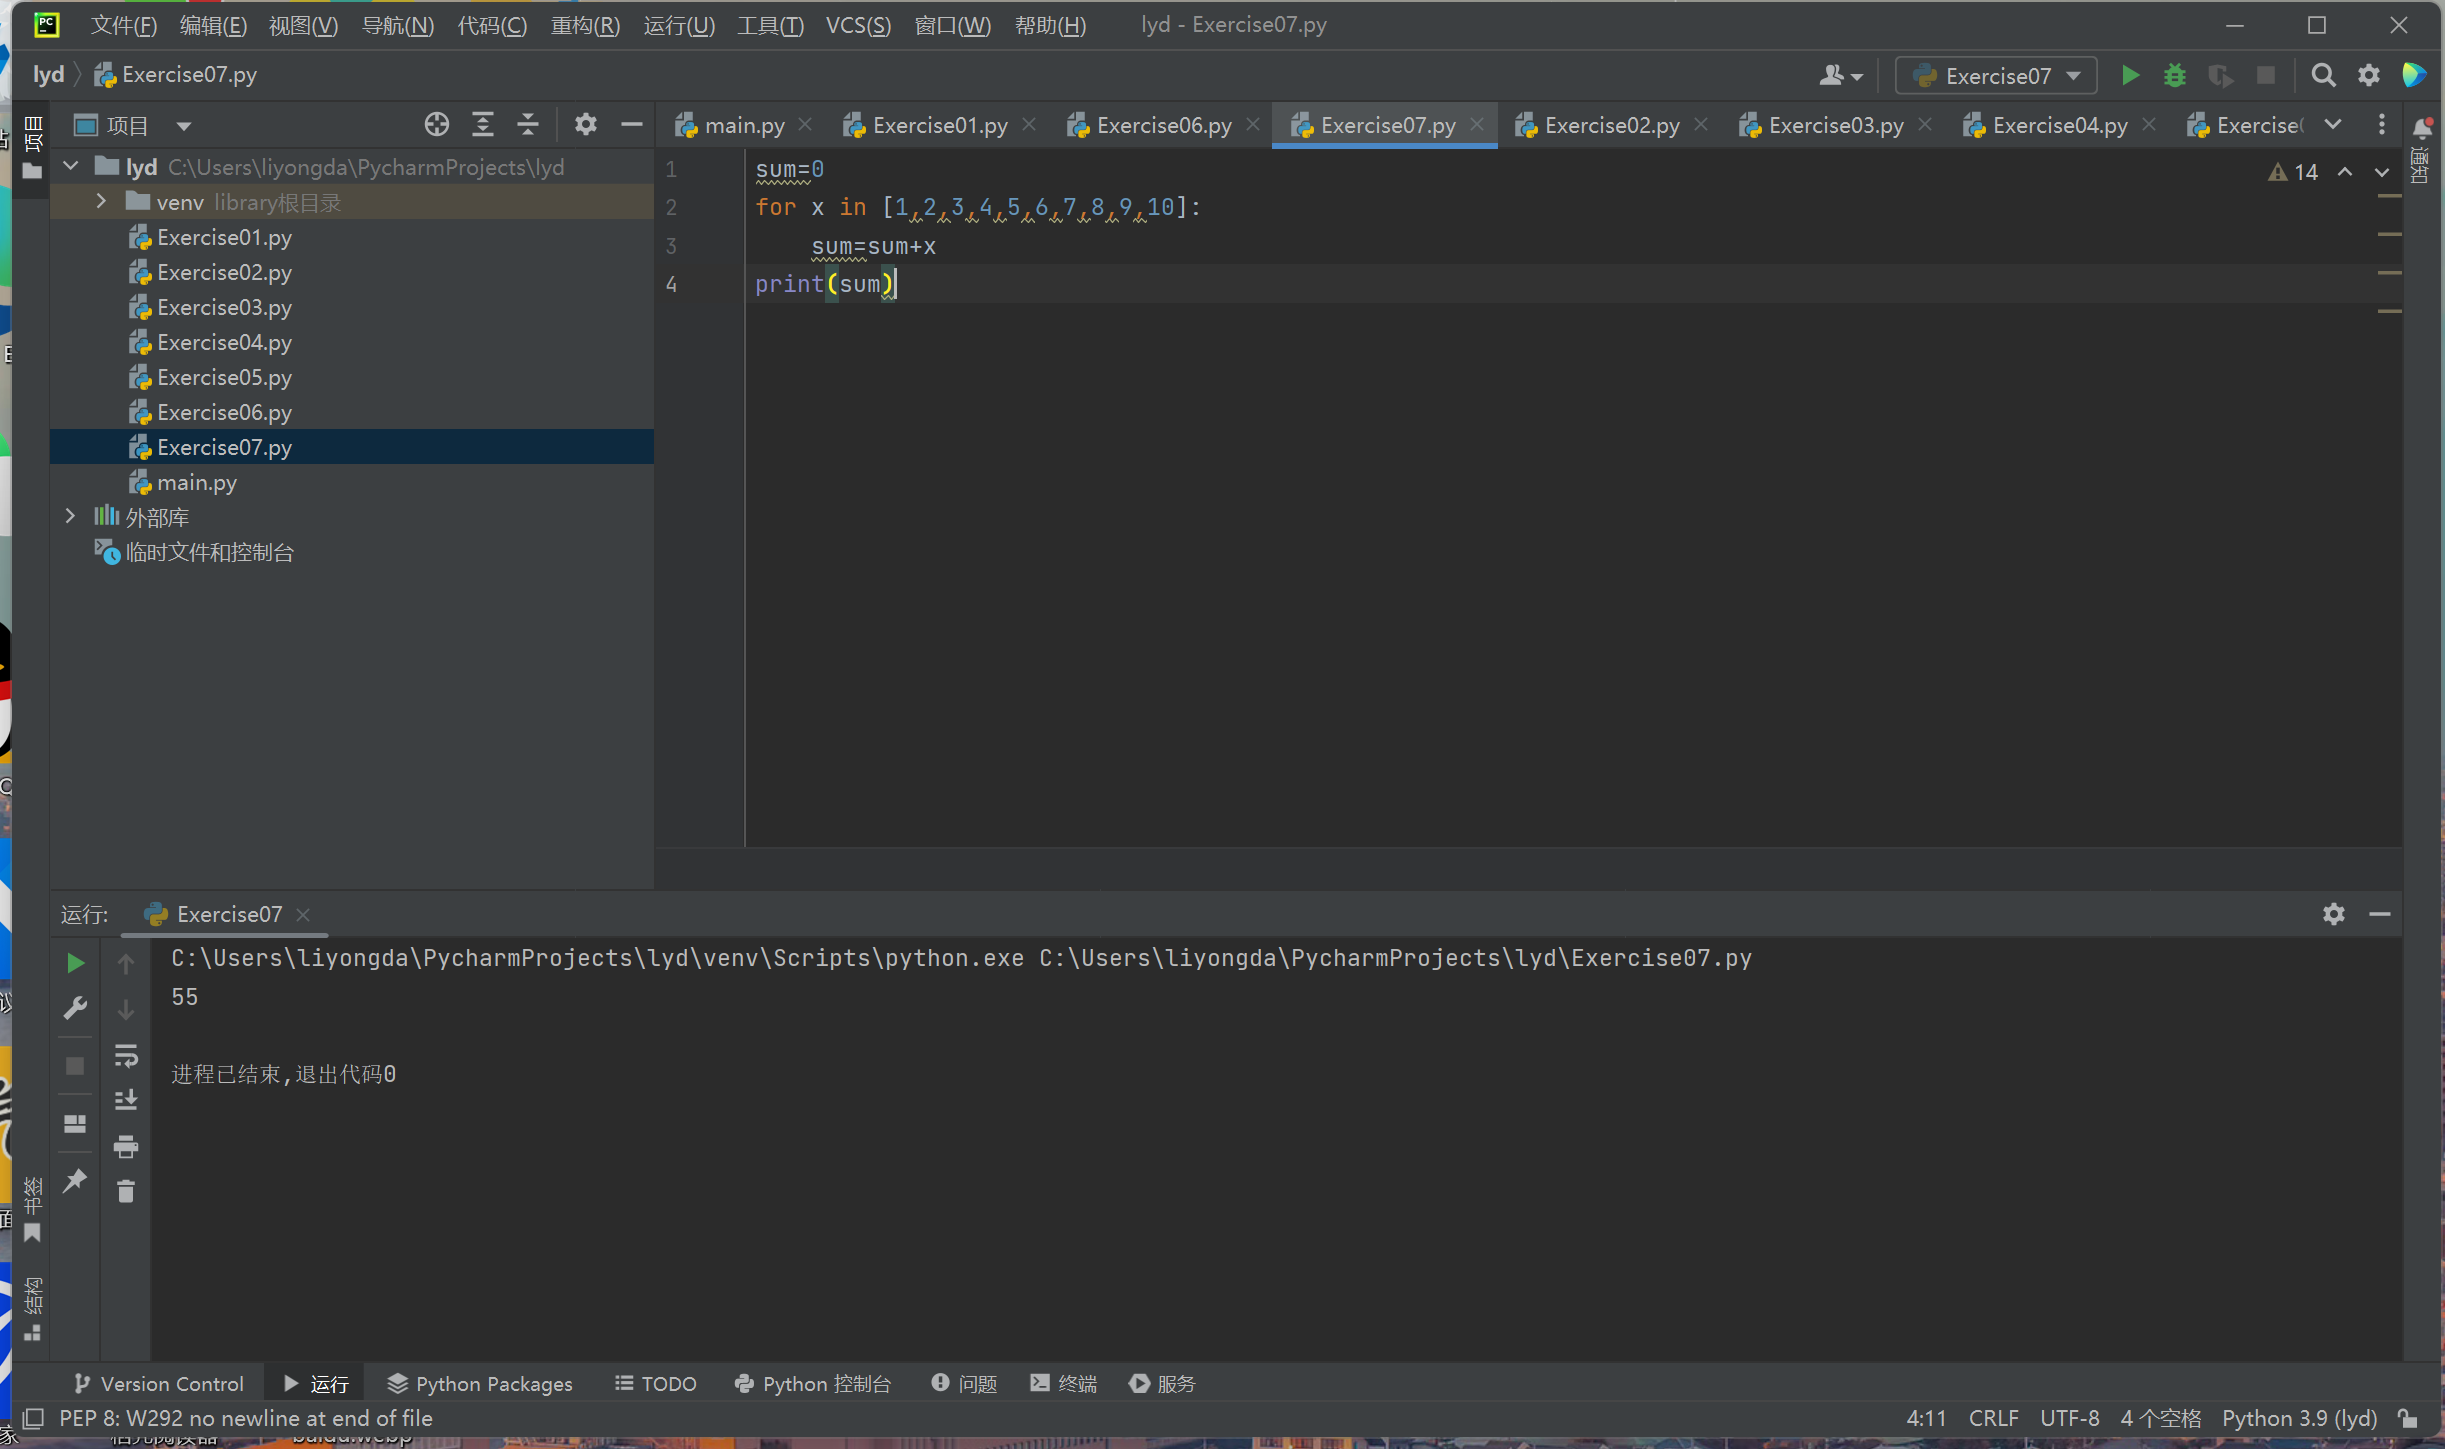 文件(F) 编辑(E) 视图(V) 导航(N) 代码(C) 重构(R) 运行(U) 工具(T) VCS(S) 窗口(W) 帮助(H) lyd - Exercise07.py
lyd Exercise07.py
Exercise07
项目
项目
main.py Exercise01.py Exercise06.py Exercise07.py Exercise02.py Exercise03.py Exercise04.py Exercise
通知
lyd C:\Users\liyongda\PycharmProjects\lyd
venv library根目录
Exercise01.py
Exercise02.py
Exercise03.py
Exercise04.py
Exercise05.py
Exercise06.py
Exercise07.py
main.py
外部库
临时文件和控制台
14
1 sum=0
2 for x in [1,2,3,4,5,6,7,8,9,10]:
3 sum=sum+x
4 print(sum)
运行: Exercise07
C:\Users\liyongda\PycharmProjects\lyd\venv\Scripts\python.exe C:\Users\liyongda\PycharmProjects\lyd\Exercise07.py
55
进程已结束,退出代码0
书签
结构
Version Control 运行 Python Packages TODO Python 控制台 问题 终端 服务
PEP 8: W292 no newline at end of file
4:11 CRLF UTF-8 4 个空格 Python 3.9 (lyd)